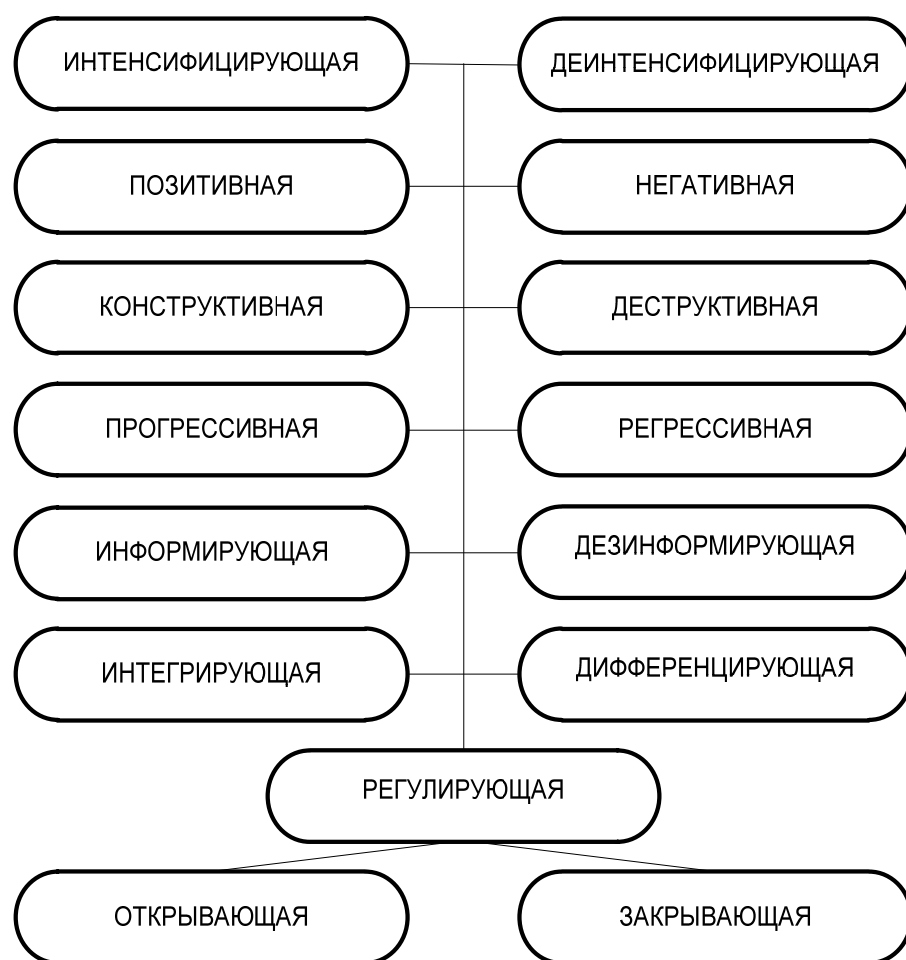 ИНТЕНСИФИЦИРУЮЩАЯ
ДЕИНТЕНСИФИЦИРУЮЩАЯ
ПОЗИТИВНАЯ
НЕГАТИВНАЯ
КОНСТРУКТИВНАЯ
ДЕСТРУКТИВНАЯ
ПРОГРЕССИВНАЯ
РЕГРЕССИВНАЯ
ИНФОРМИРУЮЩАЯ
ДЕЗИНФОРМИРУЮЩАЯ
ИНТЕГРИРУЮЩАЯ
ДИФФЕРЕНЦИРУЮЩАЯ
РЕГУЛИРУЮЩАЯ
ОТКРЫВАЮЩАЯ
ЗАКРЫВАЮЩАЯ